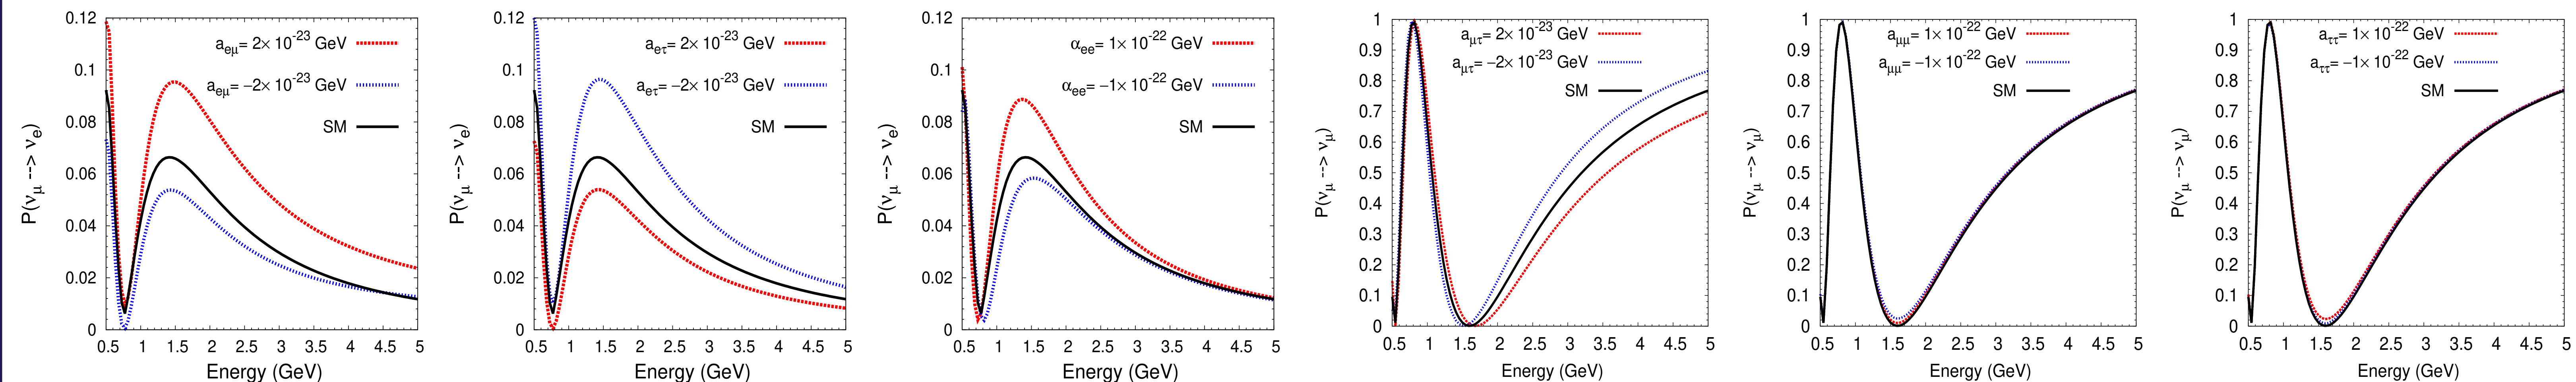 P(ν_μ --> ν_e)
0.12
0.1
0.08
0.06
0.04
0.02
0
a_eμ= 2× 10^-23 GeV
a_eμ= −2× 10^-23 GeV
SM
0.5 1 1.5 2 2.5 3 3.5 4 4.5 5
Energy (GeV)
P(ν_μ --> ν_e)
0.12
0.1
0.08
0.06
0.04
0.02
0
a_eτ= 2× 10^-23 GeV
a_eτ= −2× 10^-23 GeV
SM
0.5 1 1.5 2 2.5 3 3.5 4 4.5 5
Energy (GeV)
P(ν_μ --> ν_e)
0.12
0.1
0.08
0.06
0.04
0.02
0
α_ee= 1× 10^-22 GeV
α_ee= −1× 10^-22 GeV
SM
0.5 1 1.5 2 2.5 3 3.5 4 4.5 5
Energy (GeV)
P(ν_μ --> ν_μ)
1
0.9
0.8
0.7
0.6
0.5
0.4
0.3
0.2
0.1
0
a_μτ= 2× 10^-23 GeV
a_μτ= −2× 10^-23 GeV
SM
0.5 1 1.5 2 2.5 3 3.5 4 4.5 5
Energy (GeV)
P(ν_μ --> ν_μ)
1
0.9
0.8
0.7
0.6
0.5
0.4
0.3
0.2
0.1
0
a_μμ= 1× 10^-22 GeV
a_μμ= −1× 10^-22 GeV
SM
0.5 1 1.5 2 2.5 3 3.5 4 4.5 5
Energy (GeV)
P(ν_μ --> ν_μ)
1
0.9
0.8
0.7
0.6
0.5
0.4
0.3
0.2
0.1
0
a_ττ= 1× 10^-22 GeV
a_ττ= −1× 10^-22 GeV
SM
0.5 1 1.5 2 2.5 3 3.5 4 4.5 5
Energy (GeV)